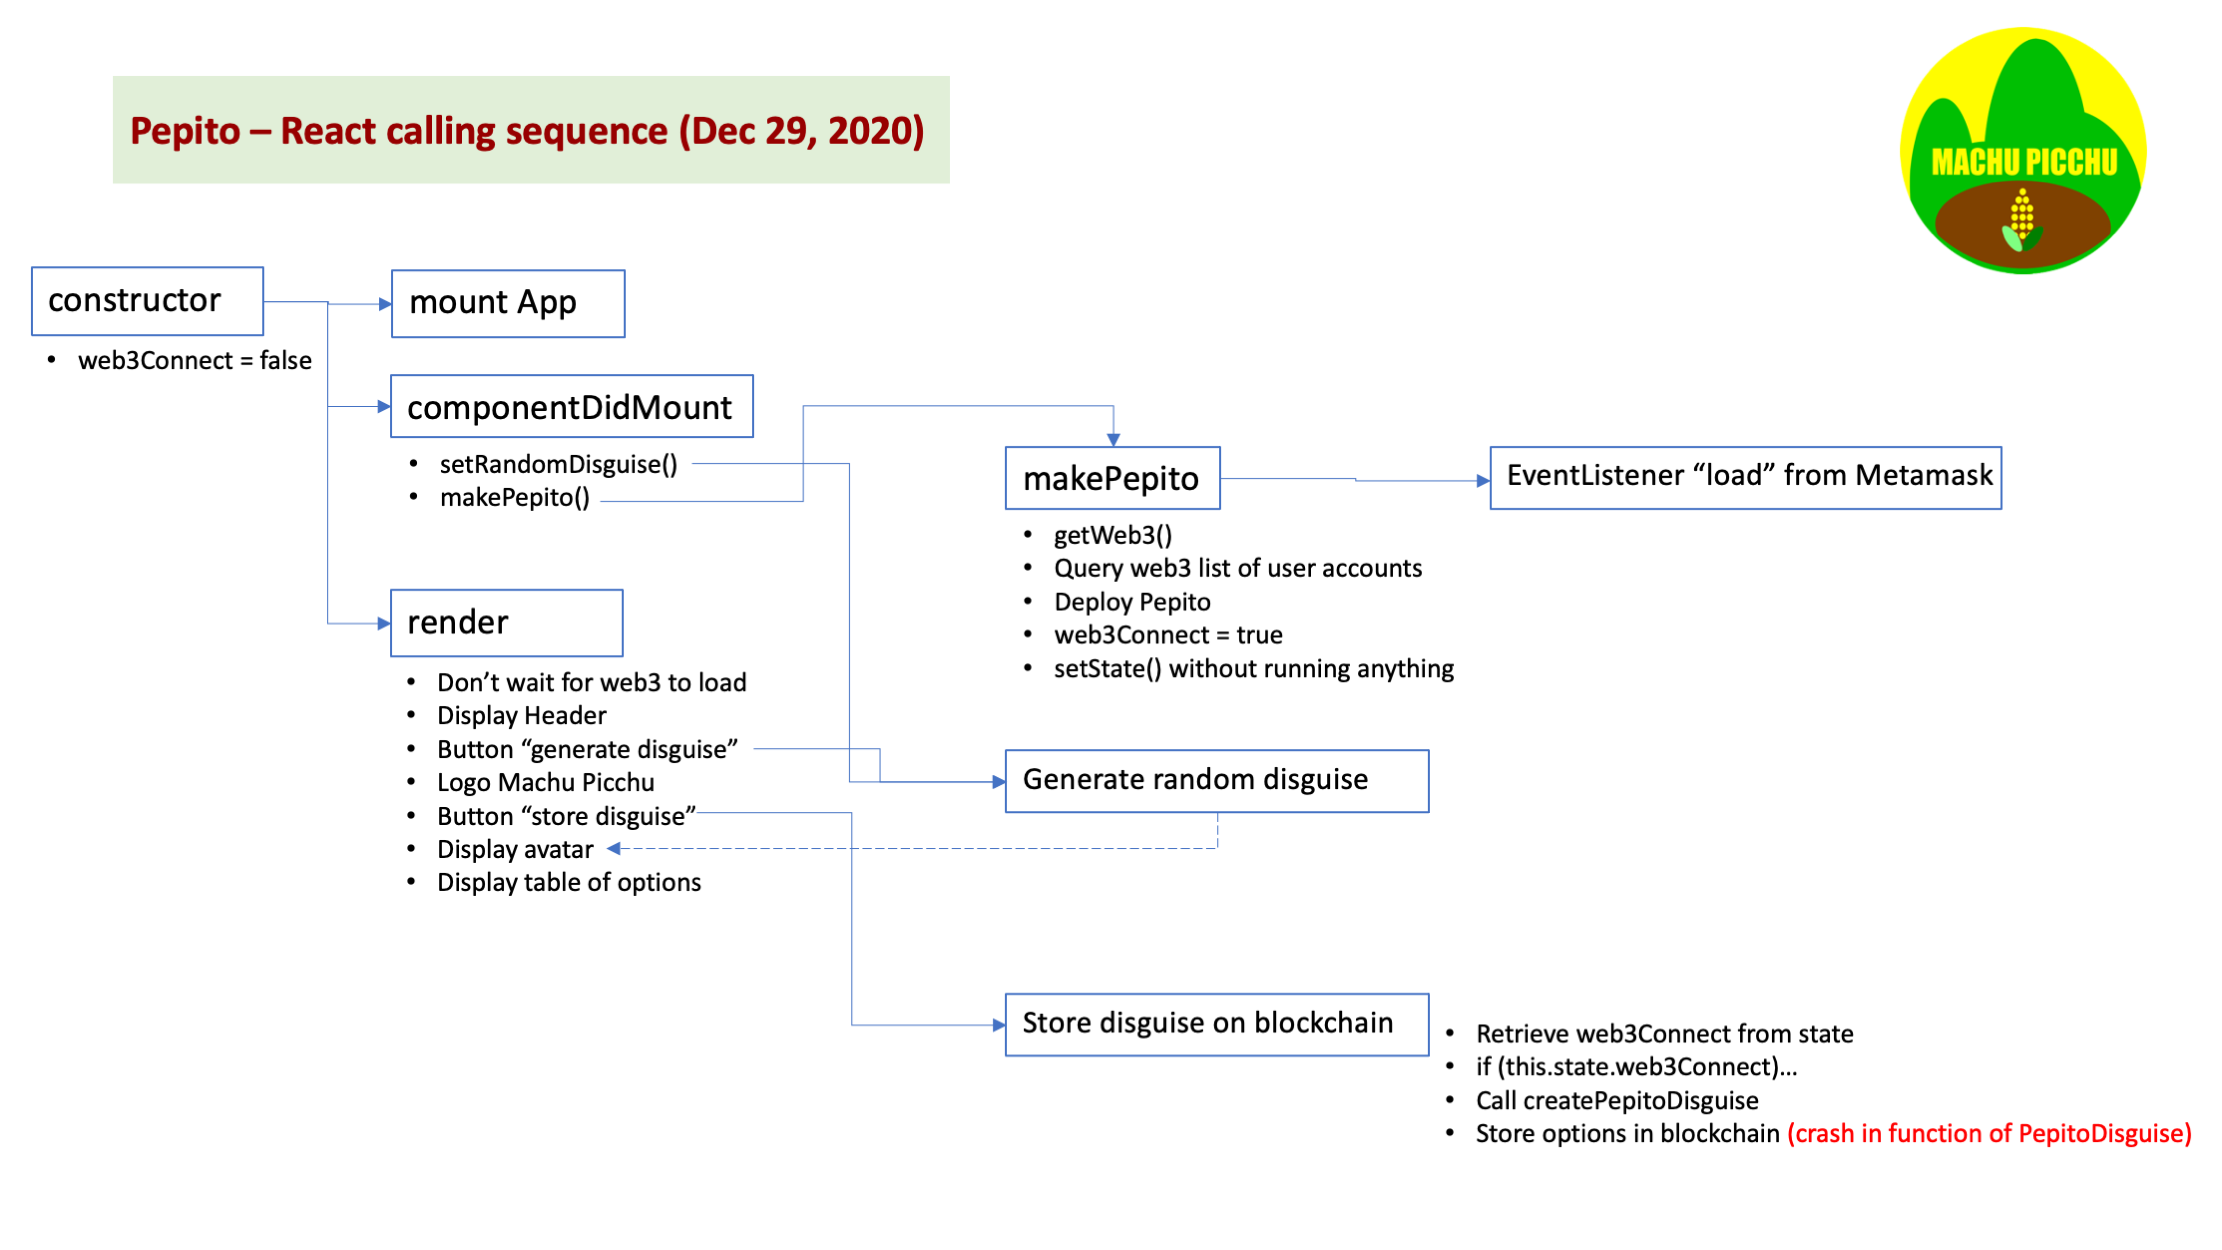 Pepito – React calling sequence (Dec 29, 2020)
MACHU PICCHU
constructor
• web3Connect = false
mount App
componentDidMount
• setRandomDisguise()
• makePepito()
makePepito
• getWeb3()
• Query web3 list of user accounts
• Deploy Pepito
• web3Connect = true
• setState() without running anything
EventListener “load” from Metamask
render
• Don’t wait for web3 to load
• Display Header
• Button “generate disguise”
• Logo Machu Picchu
• Button “store disguise”
• Display avatar
• Display table of options
Generate random disguise
Store disguise on blockchain
• Retrieve web3Connect from state
• if (this.state.web3Connect)...
• Call createPepitoDisguise
• Store options in blockchain (crash in function of PepitoDisguise)